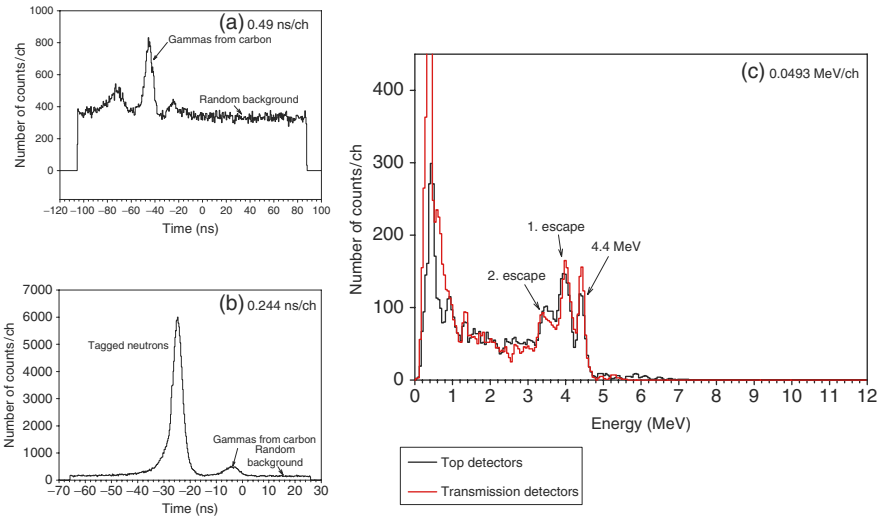 (a) 0.49 ns/ch
Gammas from carbon
Random background
Number of counts/ch
1000
800
600
400
200
0
−120 −100 −80 −60 −40 −20 0 20 40 60 80 100
Time (ns)
(b) 0.244 ns/ch
Tagged neutrons
Gammas from carbon
Random
background
Number of counts/ch
7000
6000
5000
4000
3000
2000
1000
0
−70 −60 −50 −40 −30 −20 −10 0 10 20 30
Time (ns)
(c) 0.0493 MeV/ch
1. escape
2. escape
4.4 MeV
Number of counts/ch
400
300
200
100
0
0 1 2 3 4 5 6 7 8 9 10 11 12
Energy (MeV)
Top detectors
Transmission detectors